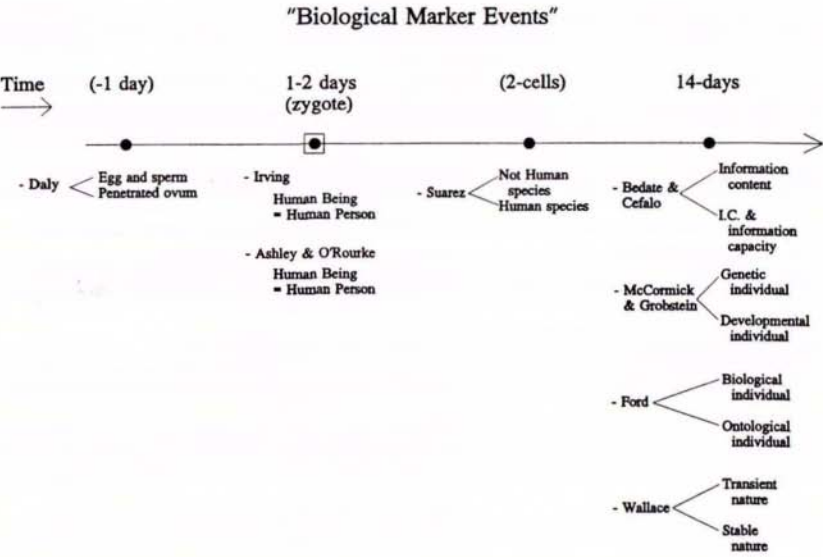 "Biological Marker Events"
Time
(-1 day)
1-2 days
(zygote)
(2-cells)
14-days
- Daly
Egg and sperm
Penetrated ovum
- Irving
Human Being
= Human Person
- Ashley & O'Rourke
Human Being
= Human Person
- Suarez
Not Human
species
Human species
- Bedate &
Cefalo
Information
content
I.C. &
information
capacity
- McCormick
& Grobstein
Genetic
individual
Developmental
individual
- Ford
Biological
individual
Ontological
individual
- Wallace
Transient
nature
Stable
nature